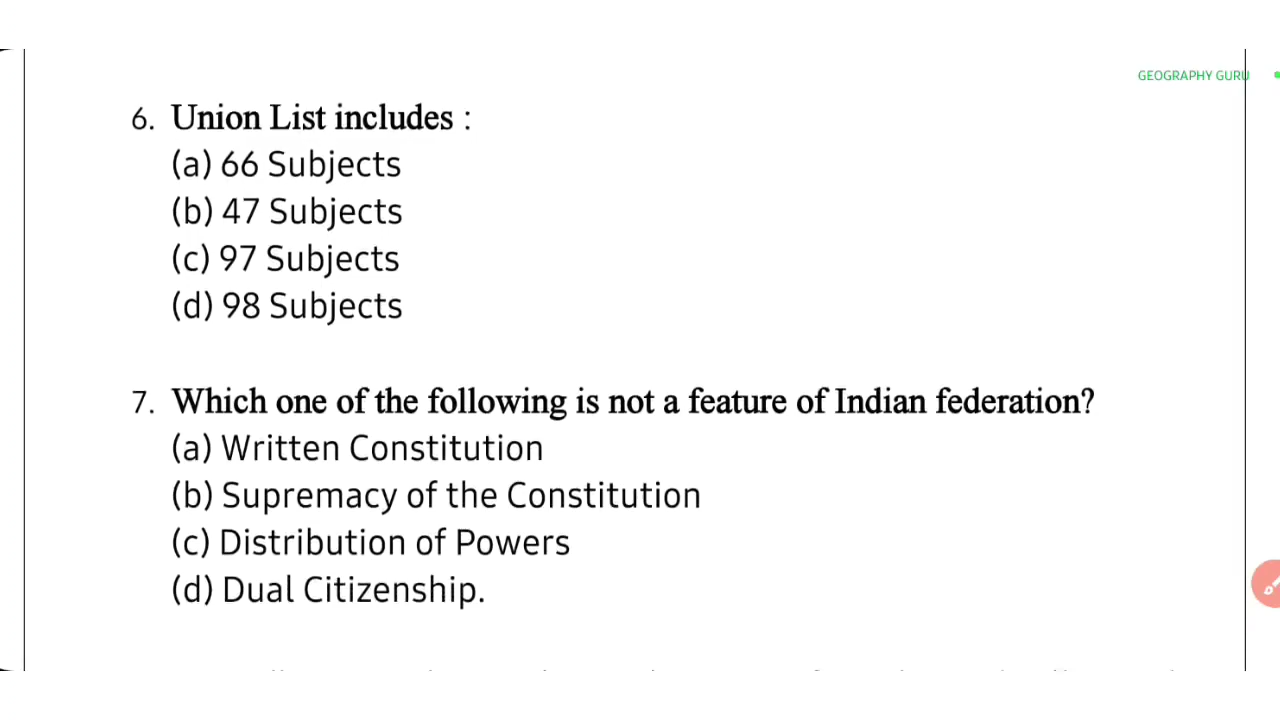 GEOGRAPHY GURU
6. Union List includes :
(a) 66 Subjects
(b) 47 Subjects
(c) 97 Subjects
(d) 98 Subjects
7. Which one of the following is not a feature of Indian federation?
(a) Written Constitution
(b) Supremacy of the Constitution
(c) Distribution of Powers
(d) Dual Citizenship.